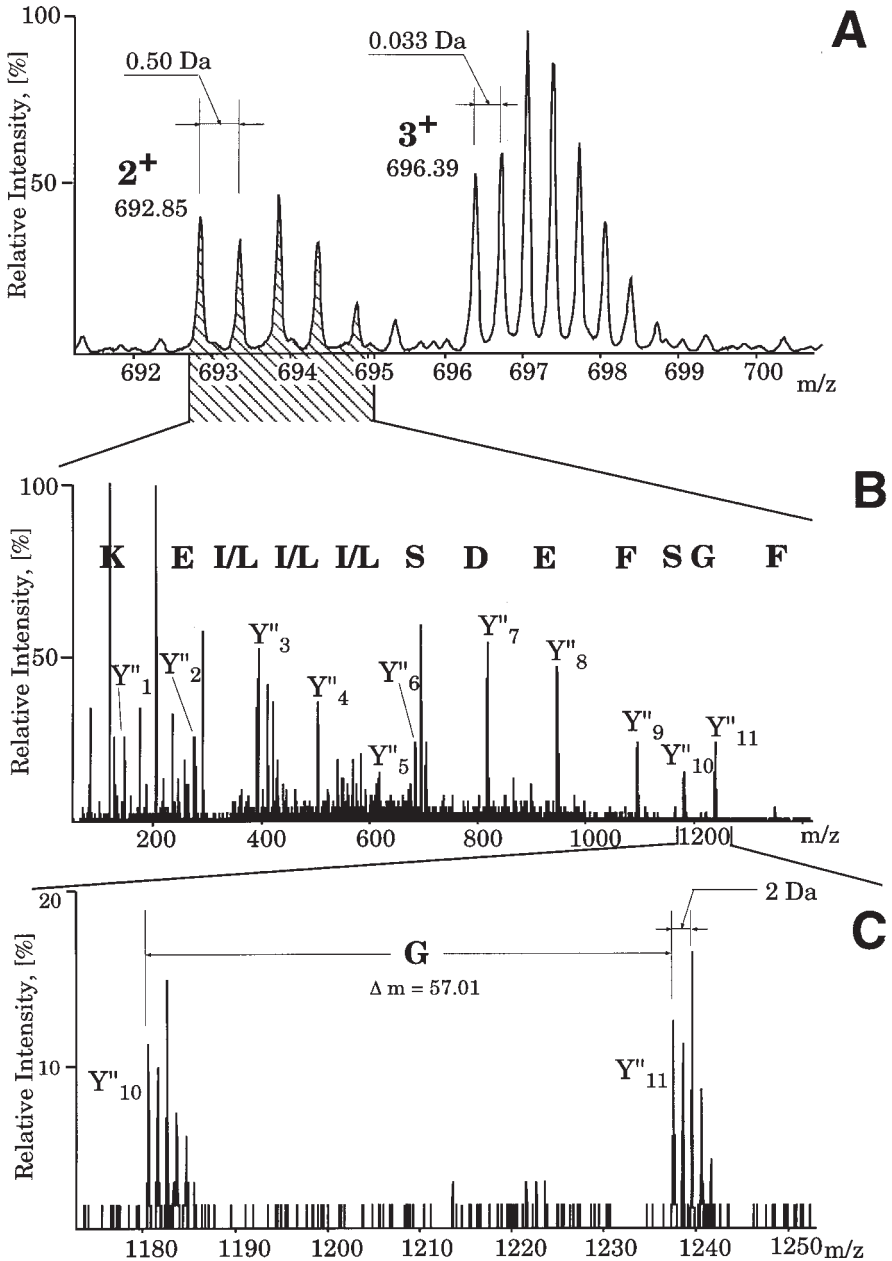 A
Relative Intensity, [%]
100
50
0.50 Da
0.033 Da
2+
692.85
3+
696.39
692 693 694 695 696 697 698 699 700 m/z
B
Relative Intensity, [%]
100
50
K E I/L I/L I/L S D E F S G F
Y"1 Y"2 Y"3 Y"4 Y"5 Y"6 Y"7 Y"8 Y"9 Y"10 Y"11
200 400 600 800 1000 1200 m/z
C
Relative Intensity, [%]
20
10
2 Da
G
Δ m = 57.01
Y"10
Y"11
1180 1190 1200 1210 1220 1230 1240 1250 m/z